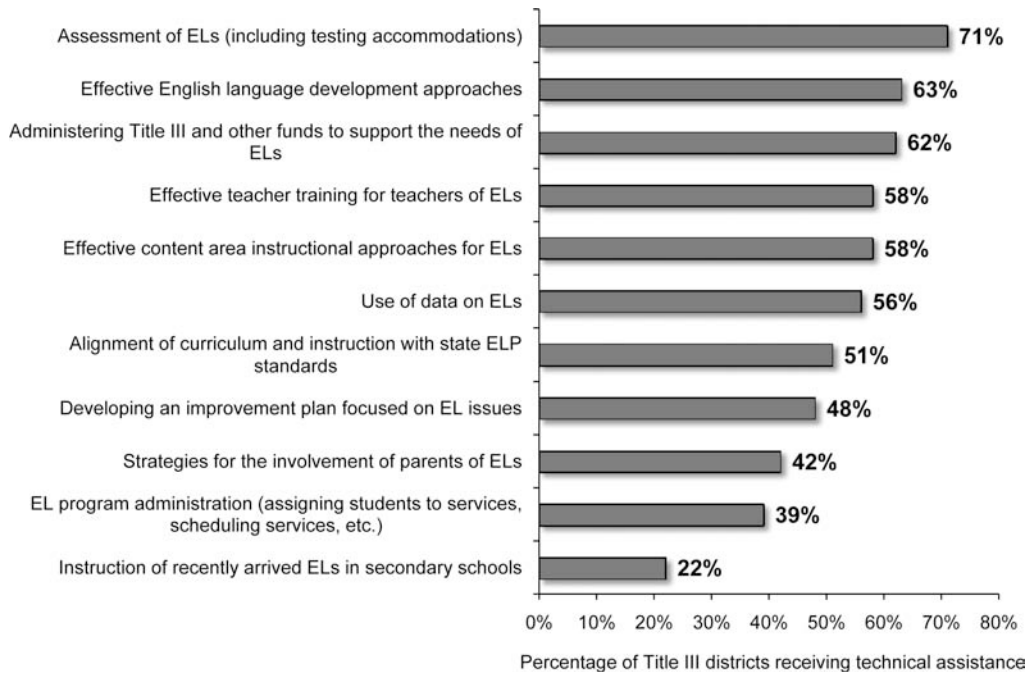 Assessment of ELs (including testing accommodations)
71%
Effective English language development approaches
63%
Administering Title III and other funds to support the needs of
ELs
62%
Effective teacher training for teachers of ELs
58%
Effective content area instructional approaches for ELs
58%
Use of data on ELs
56%
Alignment of curriculum and instruction with state ELP
standards
51%
Developing an improvement plan focused on EL issues
48%
Strategies for the involvement of parents of ELs
42%
EL program administration (assigning students to services,
scheduling services, etc.)
39%
Instruction of recently arrived ELs in secondary schools
22%
0% 10% 20% 30% 40% 50% 60% 70% 80%
Percentage of Title III districts receiving technical assistance